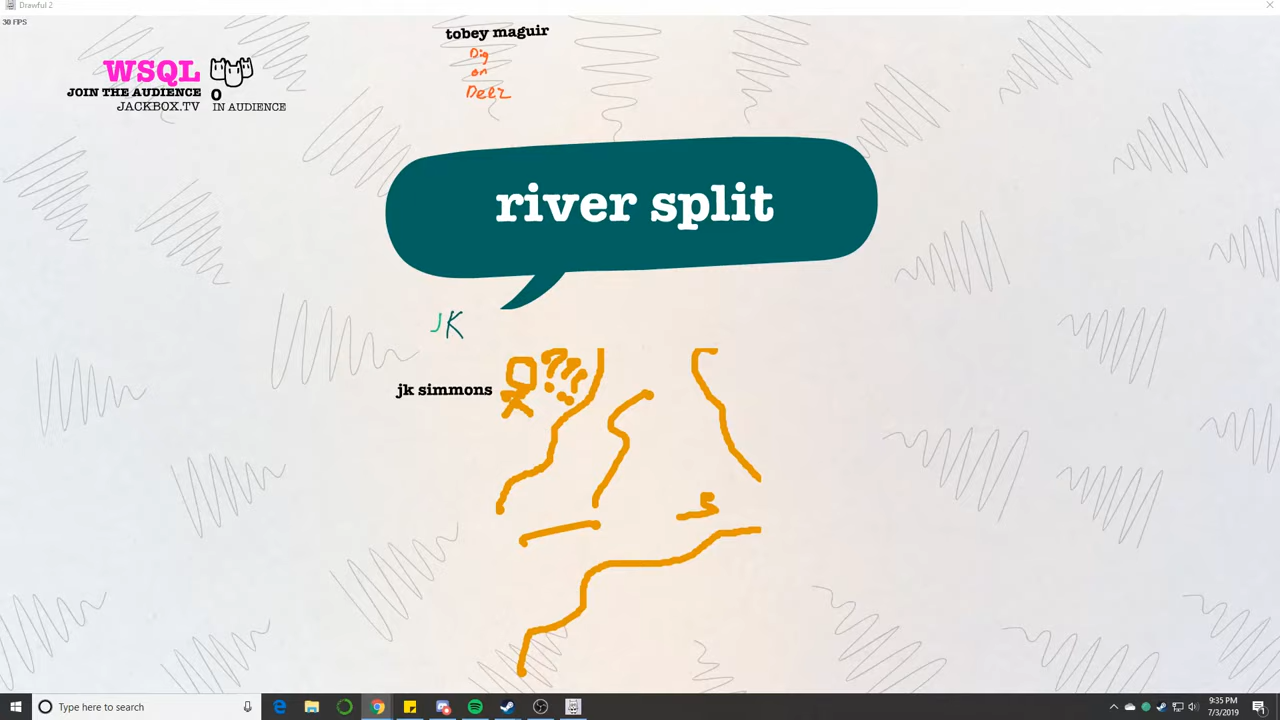 Drawful 2
30 FPS
tobey maguir
Dig
on
Deez
WSQL
JOIN THE AUDIENCE
JACKBOX.TV
0
IN AUDIENCE
river split
JK
jk simmons
???
Type here to search
9:35 PM
7/3/2019